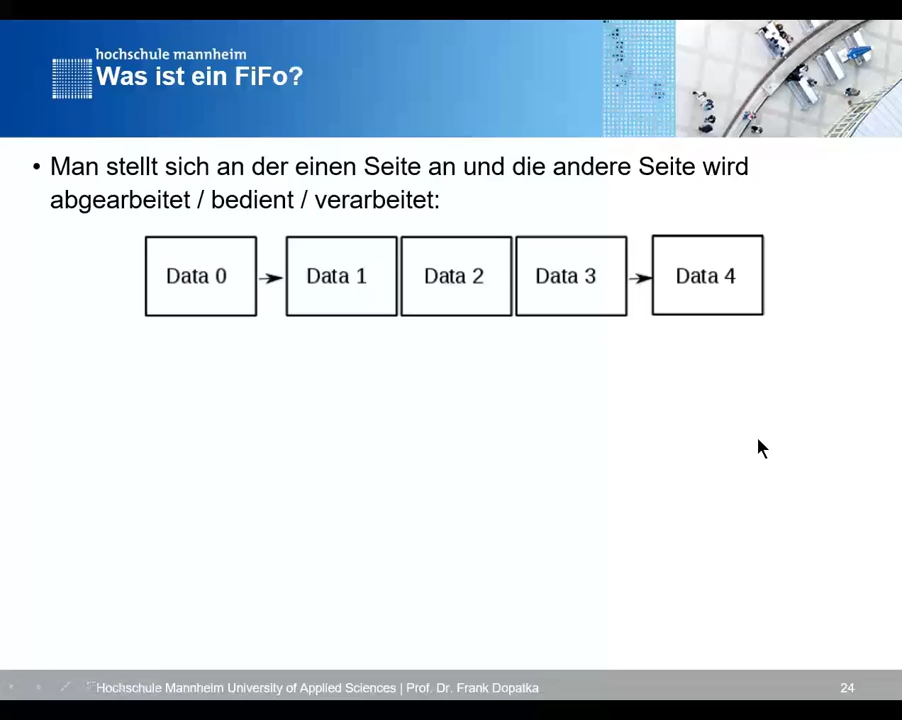 hochschule mannheim
Was ist ein FiFo?
• Man stellt sich an der einen Seite an und die andere Seite wird
abgearbeitet / bedient / verarbeitet:
Data 0 Data 1 Data 2 Data 3 Data 4
Hochschule Mannheim University of Applied Sciences | Prof. Dr. Frank Dopatka 24